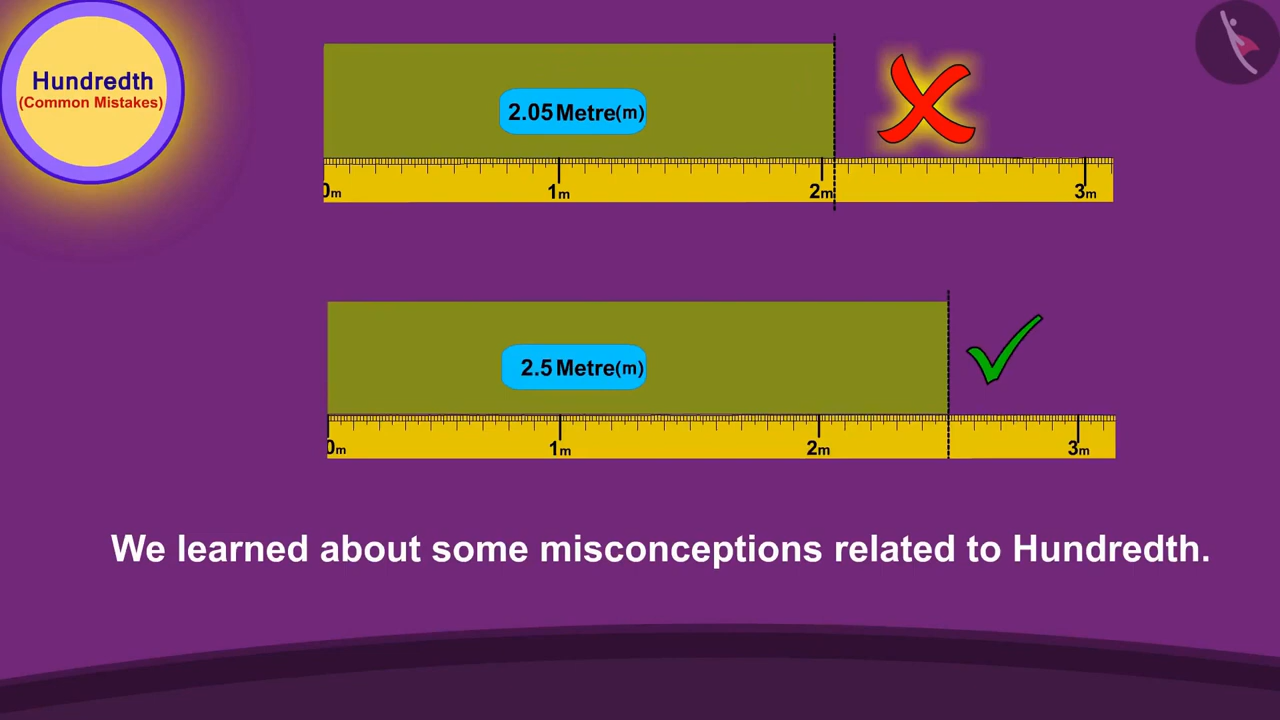 Hundredth
(Common Mistakes)
2.05 Metre(m)
0m 1m 2m 3m
2.5 Metre(m)
0m 1m 2m 3m
We learned about some misconceptions related to Hundredth.